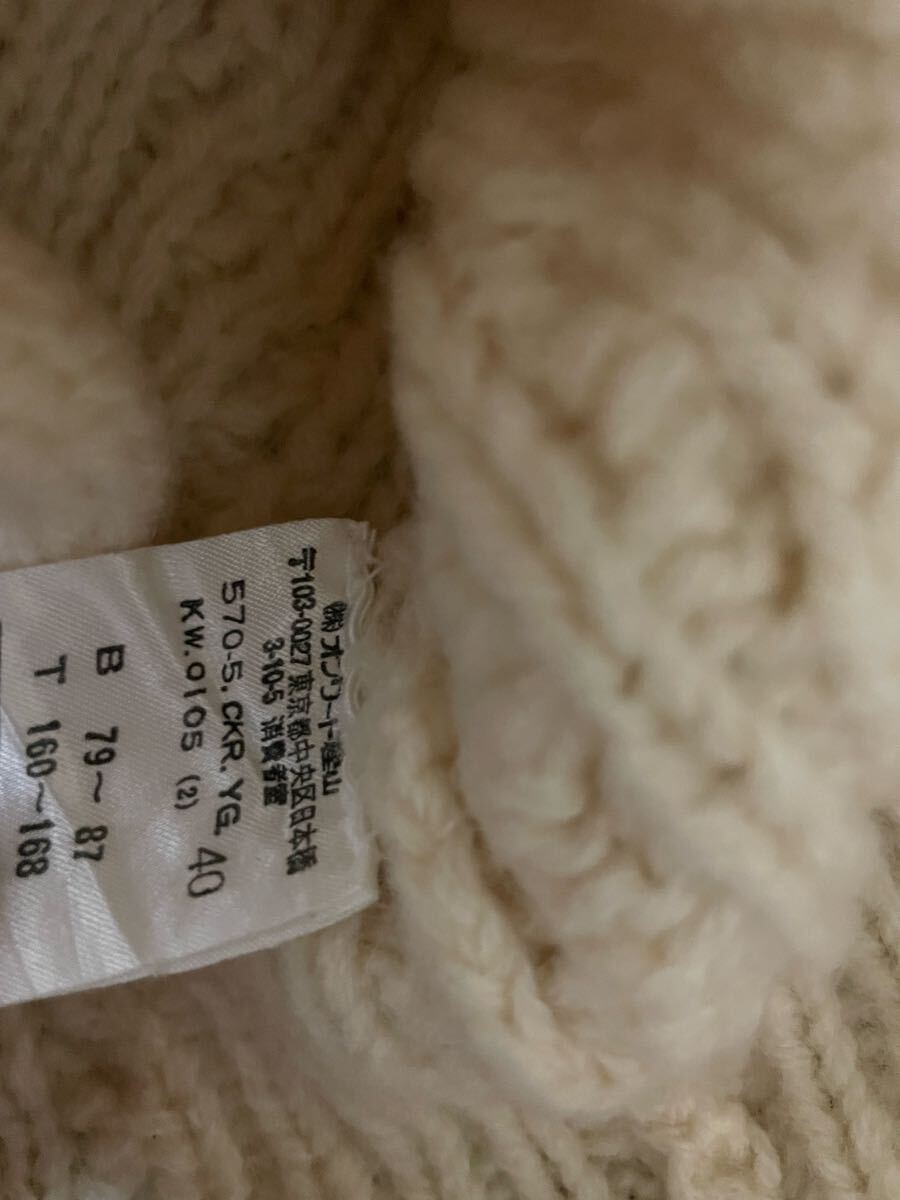 ㈱オンワード樫山
〒103-0027 東京都中央区日本橋
3-10-5 消費者室
570-5.CKR.YG. 40
KW.0105 (2)
B 79～87
T 160～168